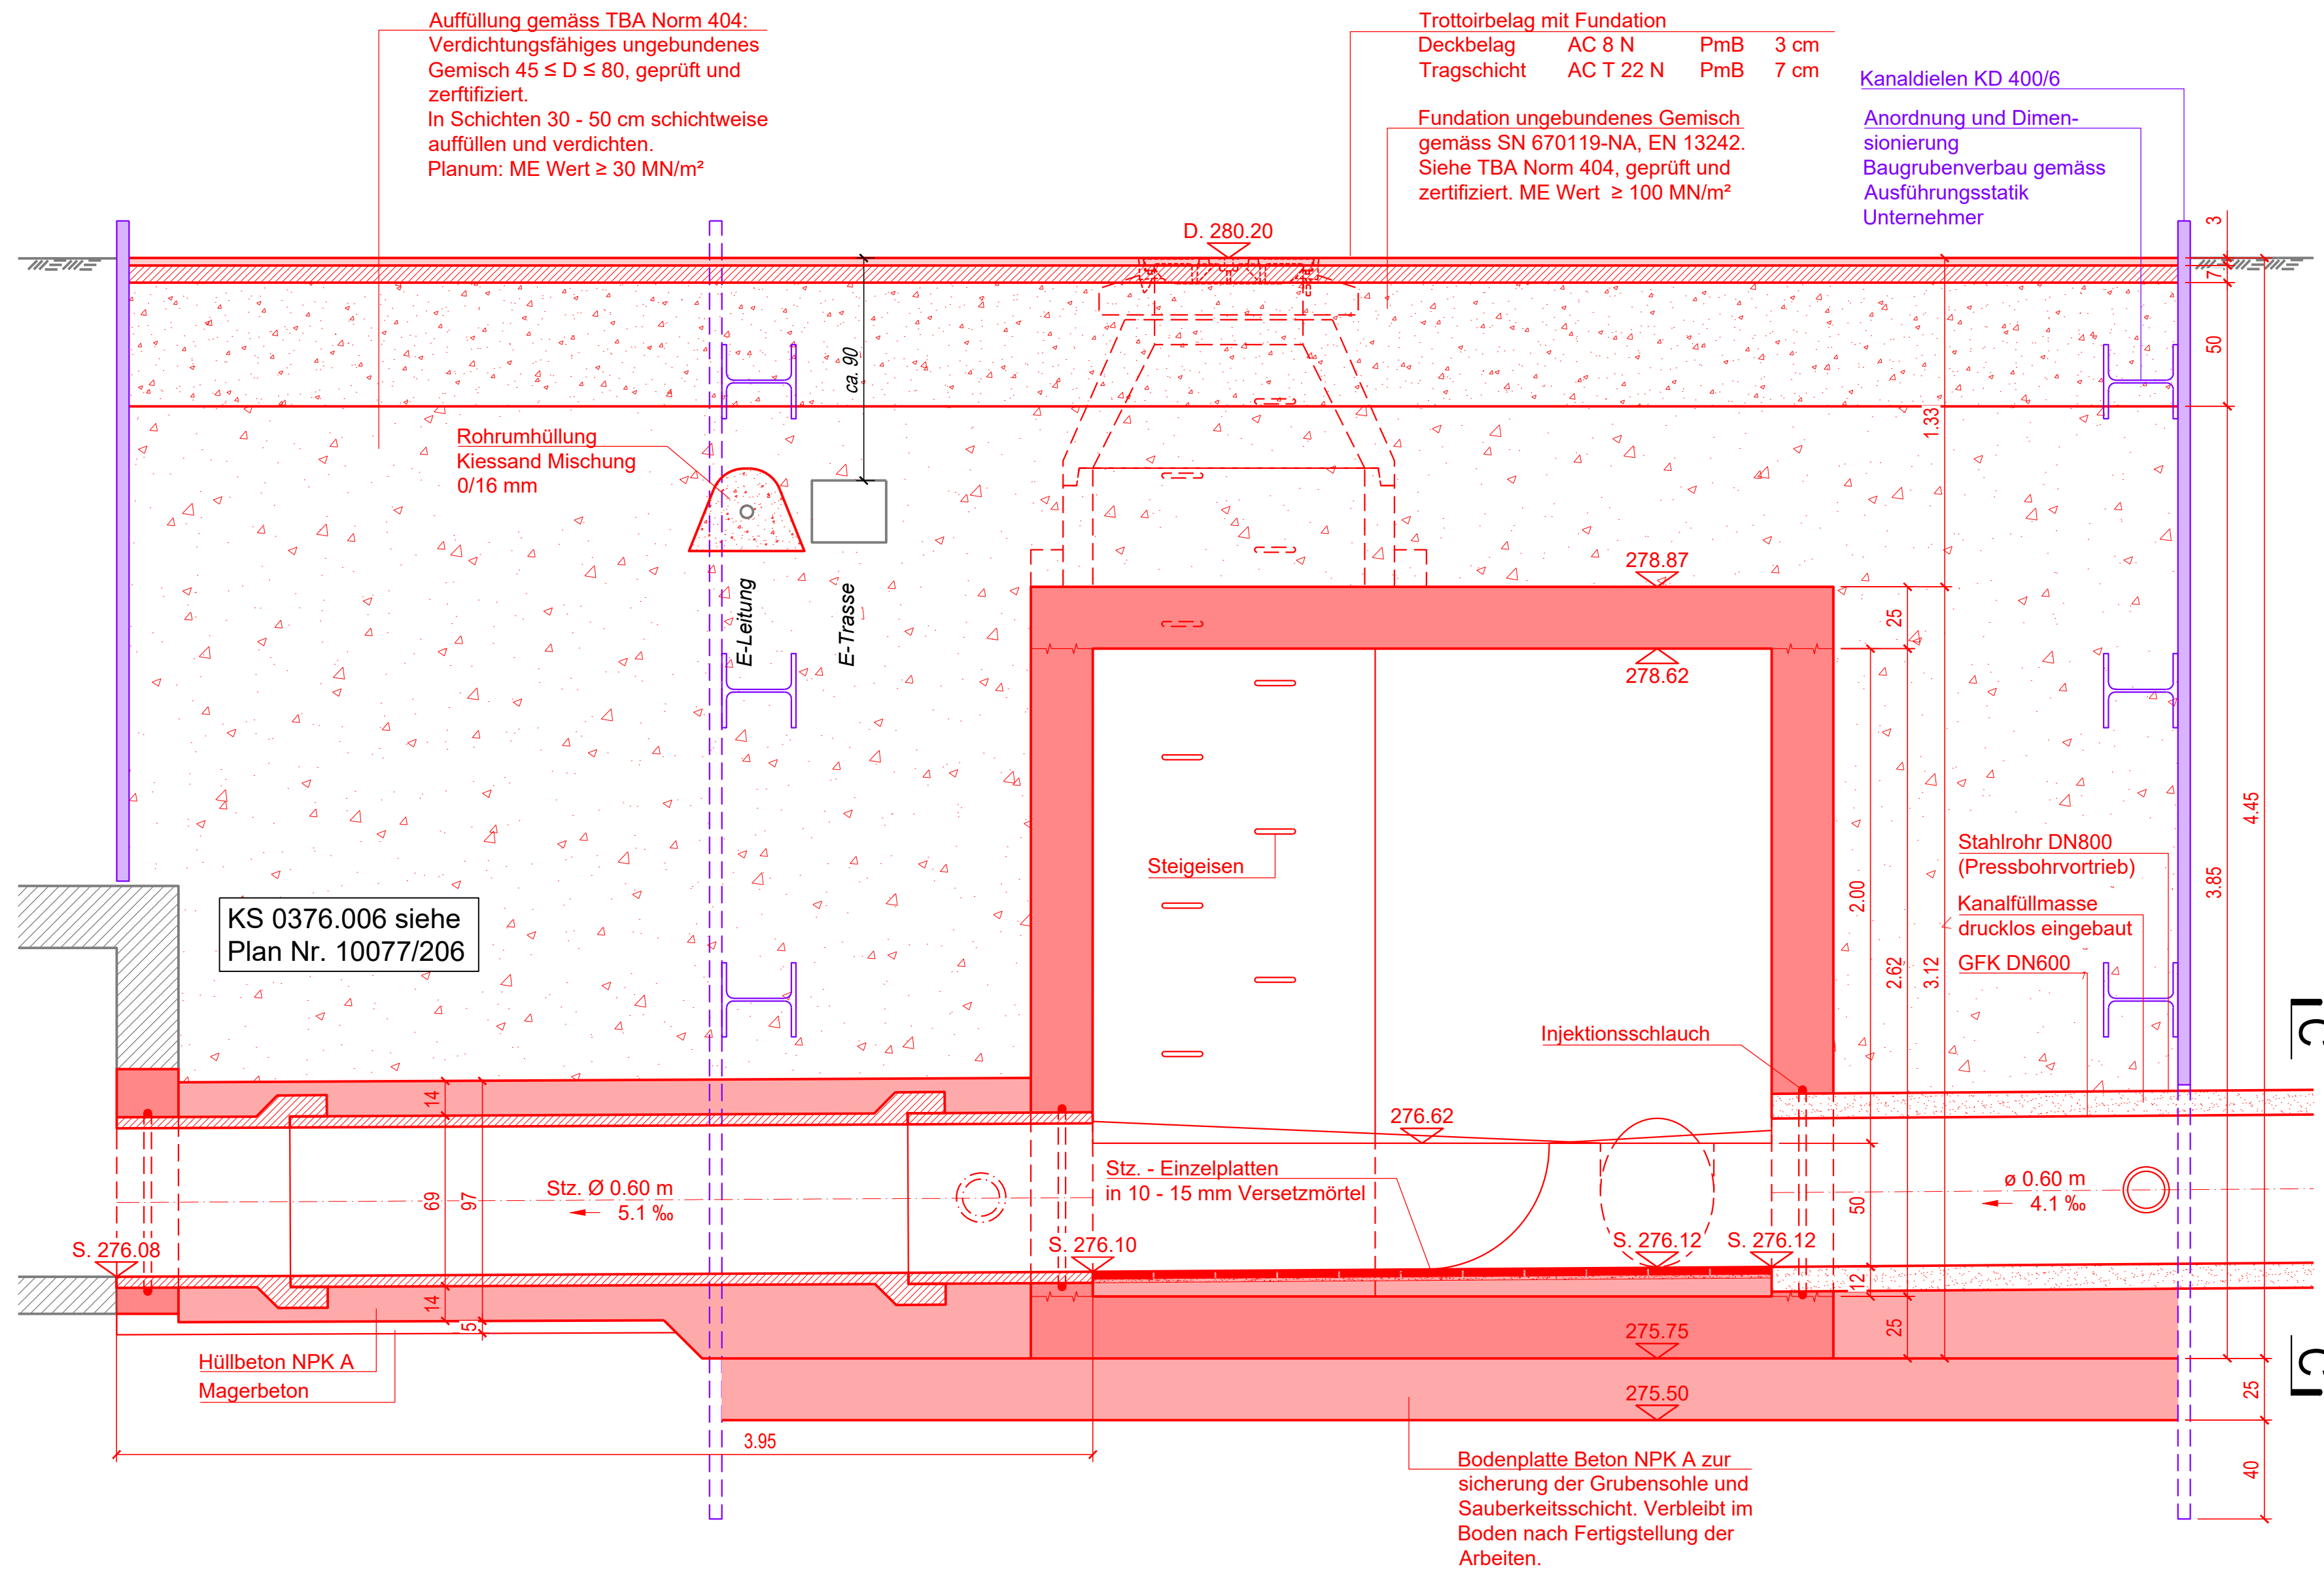 Auffüllung gemäss TBA Norm 404:
Verdichtungsfähiges ungebundenes
Gemisch 45 ≤ D ≤ 80, geprüft und
zerftifiziert.
In Schichten 30 - 50 cm schichtweise
auffüllen und verdichten.
Planum: ME Wert ≥ 30 MN/m²
Trottoirbelag mit Fundation
Deckbelag AC 8 N PmB 3 cm
Tragschicht AC T 22 N PmB 7 cm
Fundation ungebundenes Gemisch
gemäss SN 670119-NA, EN 13242.
Siehe TBA Norm 404, geprüft und
zertifiziert. ME Wert ≥ 100 MN/m²
Kanaldielen KD 400/6
Anordnung und Dimen-
sionierung
Baugrubenverbau gemäss
Ausführungsstatik
Unternehmer
D. 280.20
3
7
50
ca. 90
1.33
Rohrumhüllung
Kiessand Mischung
0/16 mm
E-Leitung
E-Trasse
278.87
25
278.62
Steigeisen
2.00
2.62
3.12
3.85
4.45
Stahlrohr DN800
(Pressbohrvortrieb)
Kanalfüllmasse
drucklos eingebaut
GFK DN600
KS 0376.006 siehe
Plan Nr. 10077/206
Injektionsschlauch
C
14
276.62
Stz. - Einzelplatten
in 10 - 15 mm Versetzmörtel
Stz. Ø 0.60 m
5.1 ‰
69
97
50
ø 0.60 m
4.1 ‰
S. 276.08
S. 276.10
S. 276.12
S. 276.12
12
14
5
25
275.75
Hüllbeton NPK A
Magerbeton
275.50
25
C
3.95
40
Bodenplatte Beton NPK A zur
sicherung der Grubensohle und
Sauberkeitsschicht. Verbleibt im
Boden nach Fertigstellung der
Arbeiten.